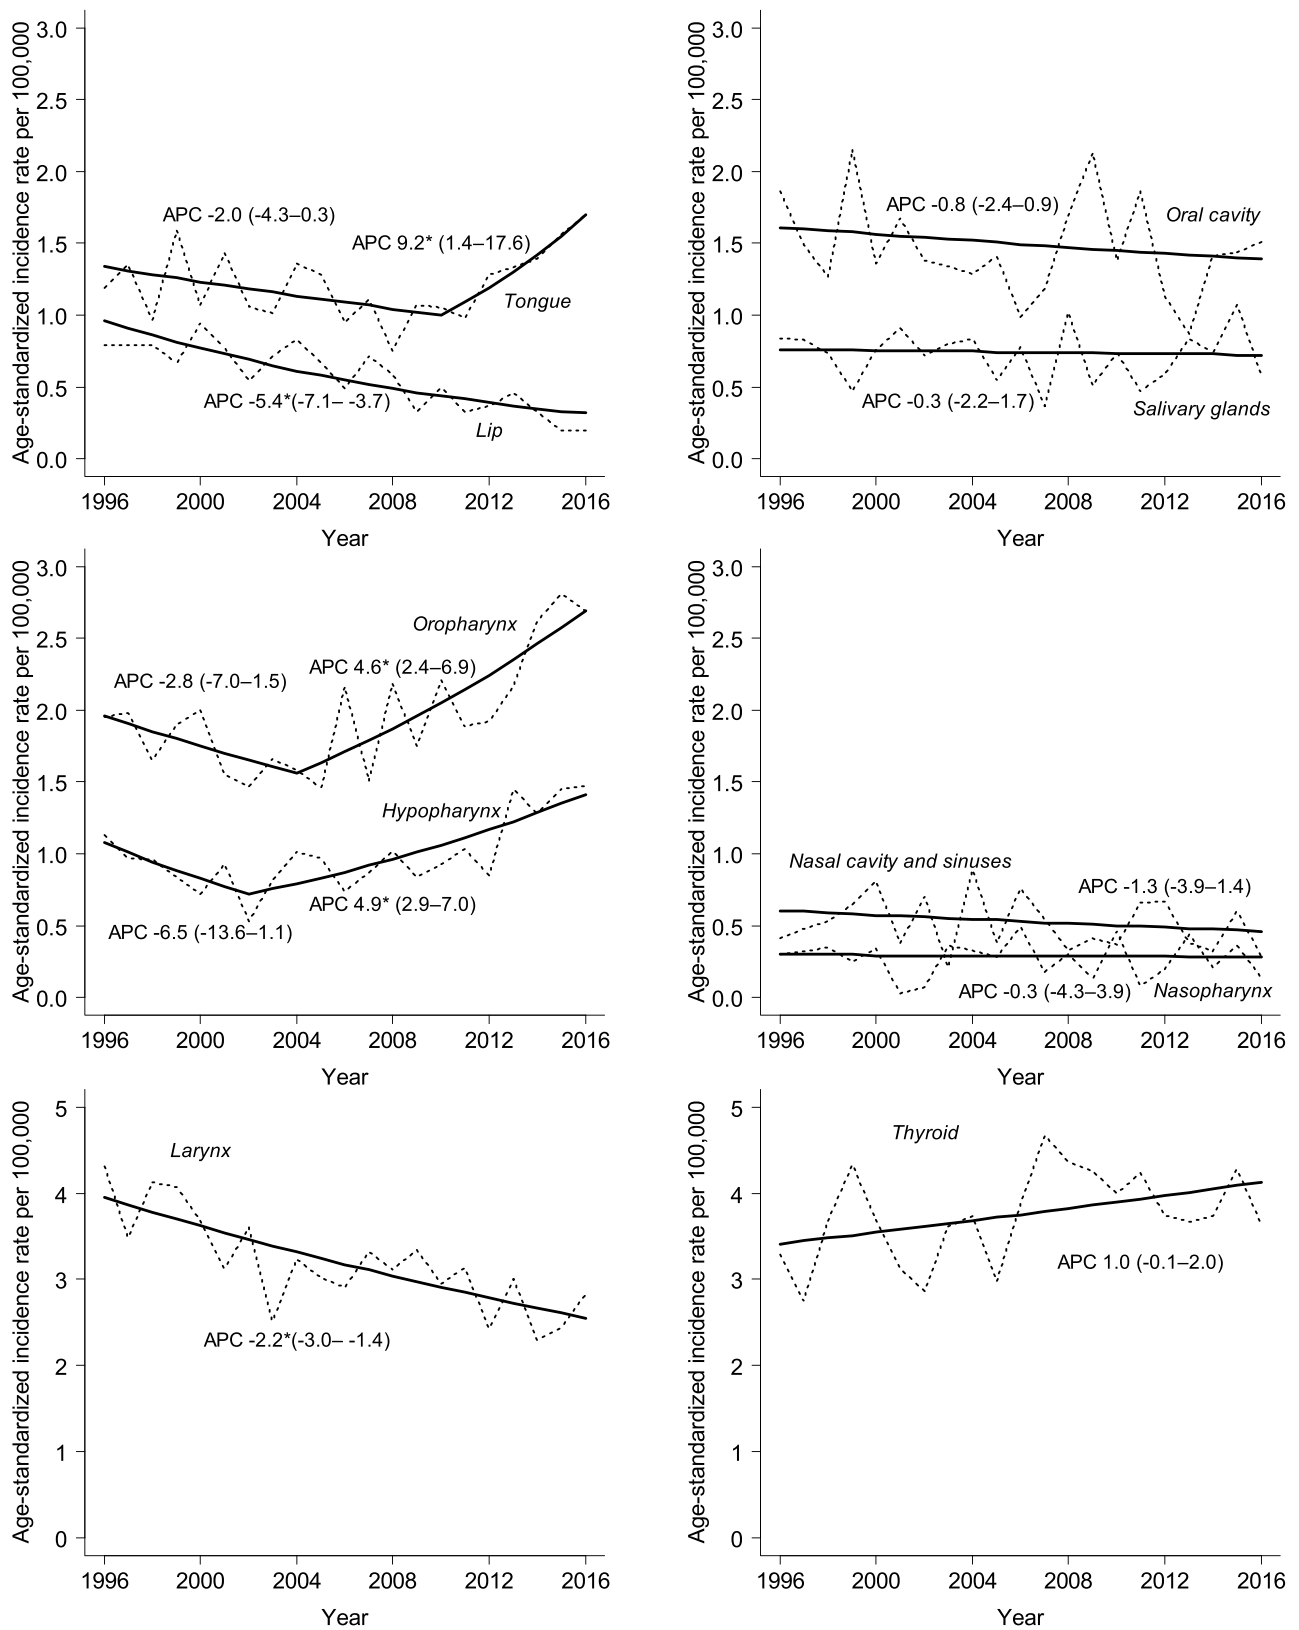 Age-standardized incidence rate per 100,000
3.0
2.5
2.0
1.5
1.0
0.5
0.0
APC -2.0 (-4.3–0.3)
APC 9.2* (1.4–17.6)
Tongue
APC -5.4*(-7.1– -3.7)
Lip
1996 2000 2004 2008 2012 2016
Year
Age-standardized incidence rate per 100,000
3.0
2.5
2.0
1.5
1.0
0.5
0.0
APC -0.8 (-2.4–0.9)
Oral cavity
APC -0.3 (-2.2–1.7)
Salivary glands
1996 2000 2004 2008 2012 2016
Year
Age-standardized incidence rate per 100,000
3.0
2.5
2.0
1.5
1.0
0.5
0.0
Oropharynx
APC 4.6* (2.4–6.9)
APC -2.8 (-7.0–1.5)
Hypopharynx
APC 4.9* (2.9–7.0)
APC -6.5 (-13.6–1.1)
1996 2000 2004 2008 2012 2016
Year
Age-standardized incidence rate per 100,000
3.0
2.5
2.0
1.5
1.0
0.5
0.0
Nasal cavity and sinuses
APC -1.3 (-3.9–1.4)
APC -0.3 (-4.3–3.9)
Nasopharynx
1996 2000 2004 2008 2012 2016
Year
Age-standardized incidence rate per 100,000
5
4
3
2
1
0
Larynx
APC -2.2*(-3.0– -1.4)
1996 2000 2004 2008 2012 2016
Year
Age-standardized incidence rate per 100,000
5
4
3
2
1
0
Thyroid
APC 1.0 (-0.1–2.0)
1996 2000 2004 2008 2012 2016
Year